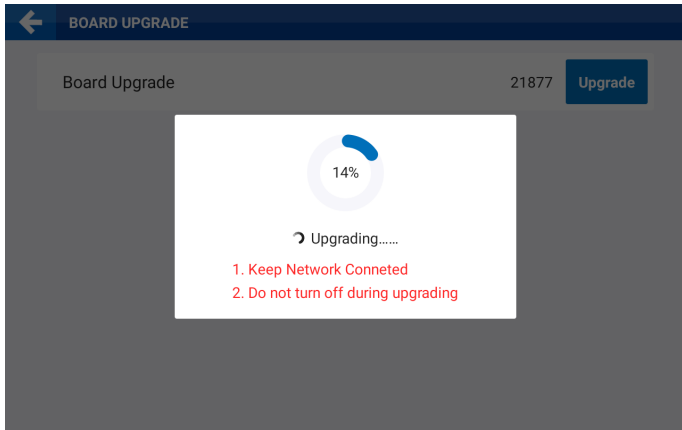 BOARD UPGRADE
Board Upgrade 21877 Upgrade
14%
Upgrading......
1. Keep Network Conneted
2. Do not turn off during upgrading